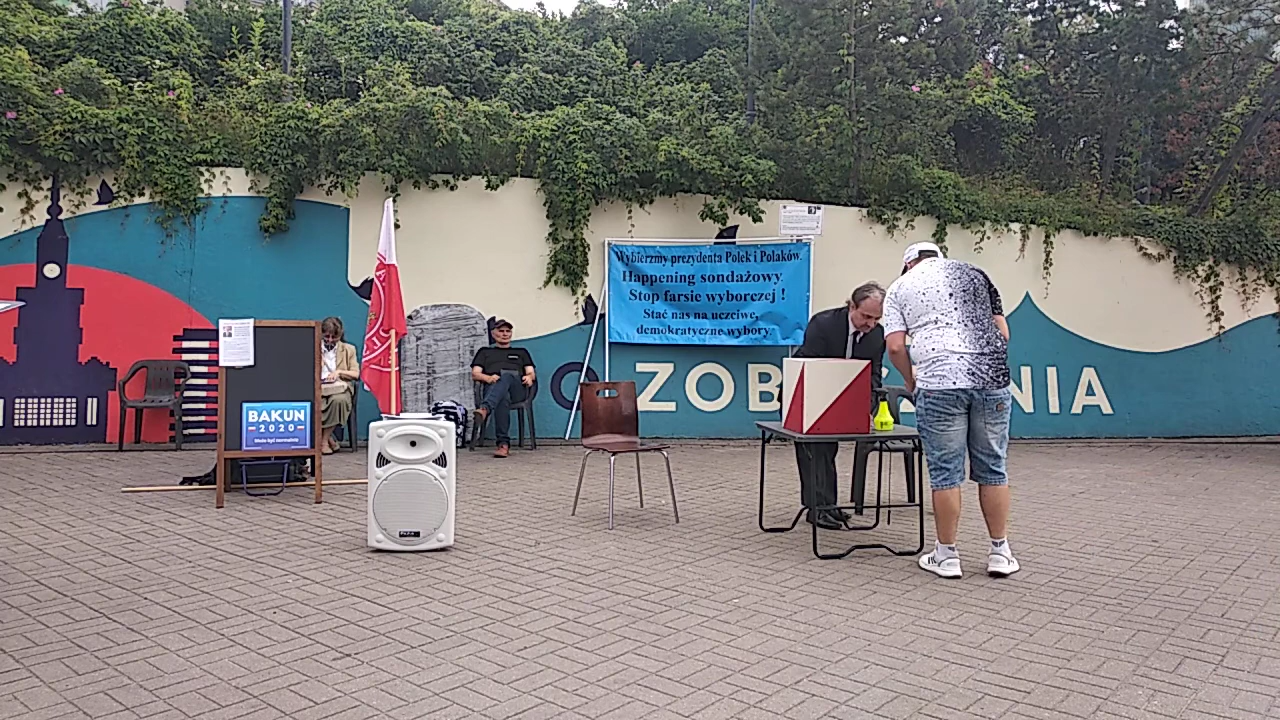 Wybierzmy prezydenta Polek i Polaków.
Happening sondażowy.
Stop farsie wyborczej !
Stać nas na uczciwe,
demokratyczne wybory.
ZOB NIA
BAKUN
2020